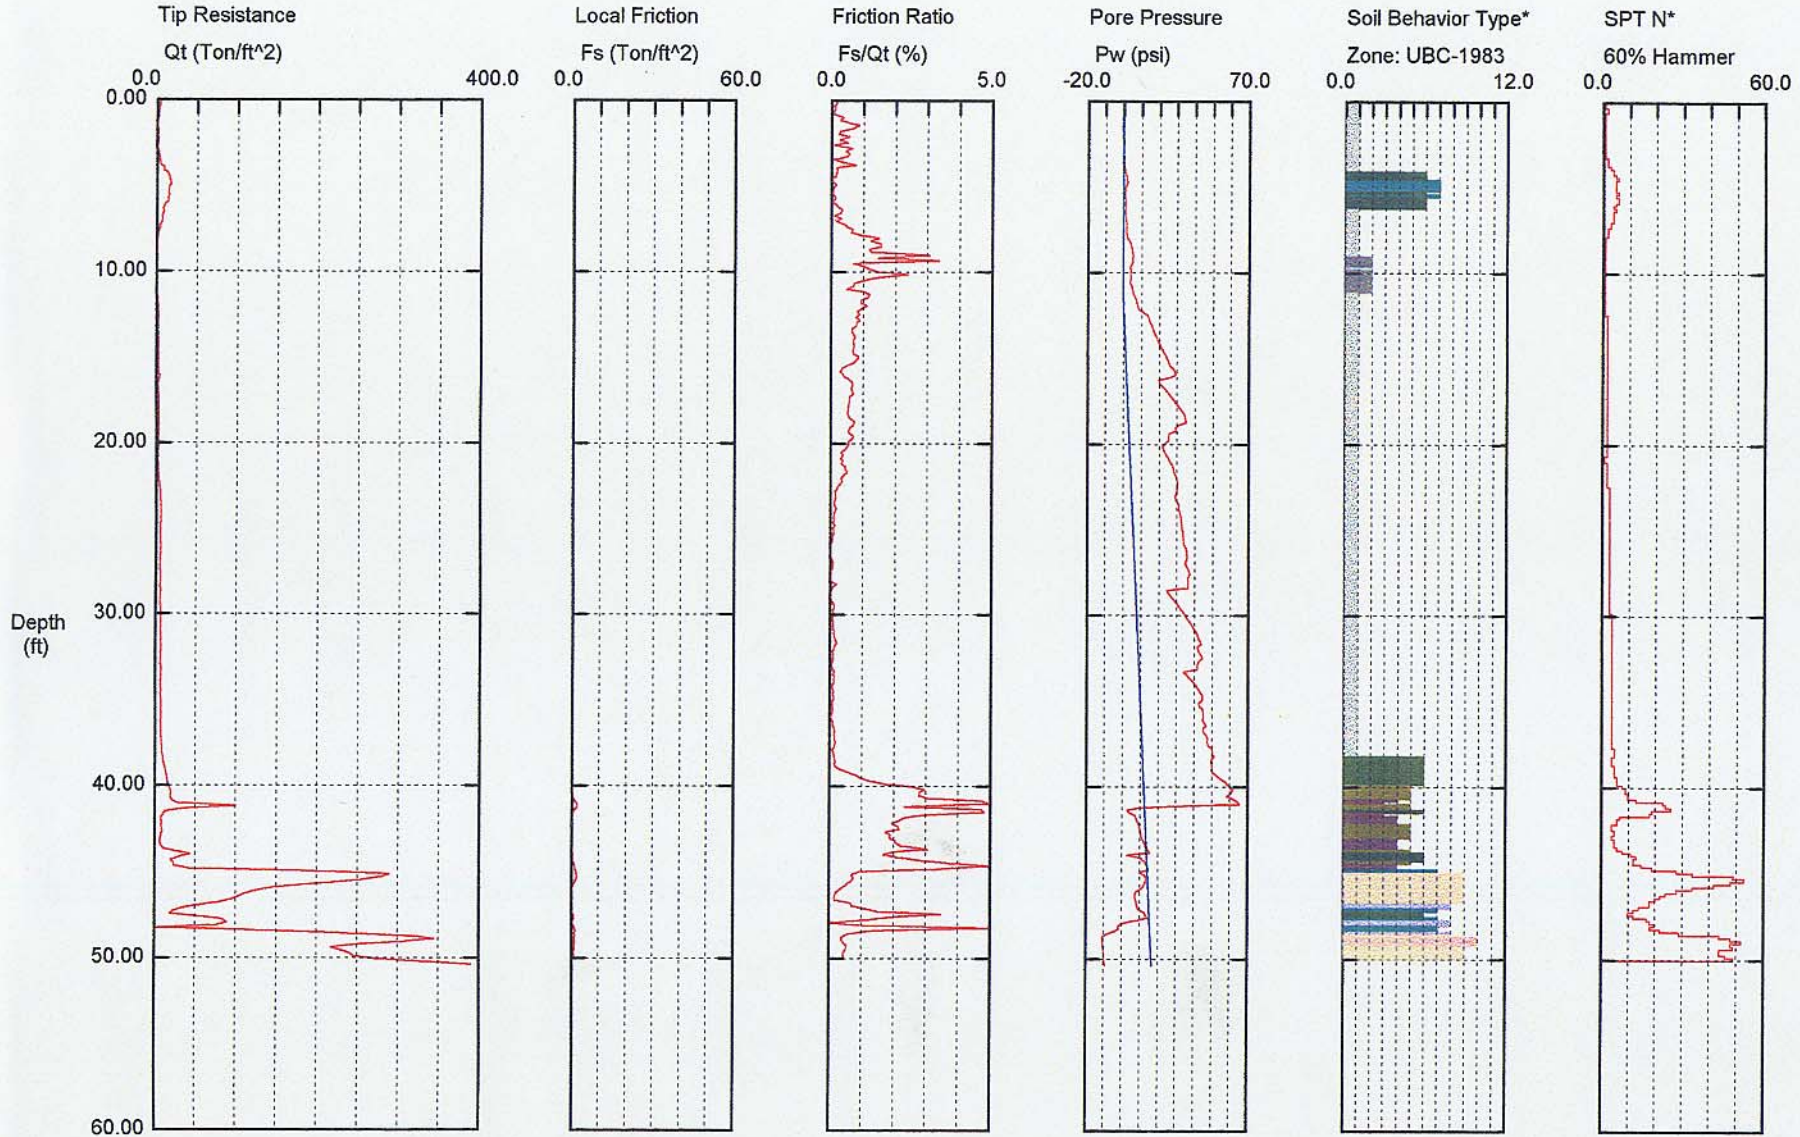 Tip Resistance Local Friction Friction Ratio Pore Pressure Soil Behavior Type* SPT N*
Qt (Ton/ft^2) Fs (Ton/ft^2) Fs/Qt (%) Pw (psi) Zone: UBC-1983 60% Hammer
0.0 400.0 0.0 60.0 0.0 5.0 -20.0 70.0 0.0 12.0 0.0 60.0
0.00
10.00
20.00
30.00
Depth
(ft)
40.00
50.00
60.00